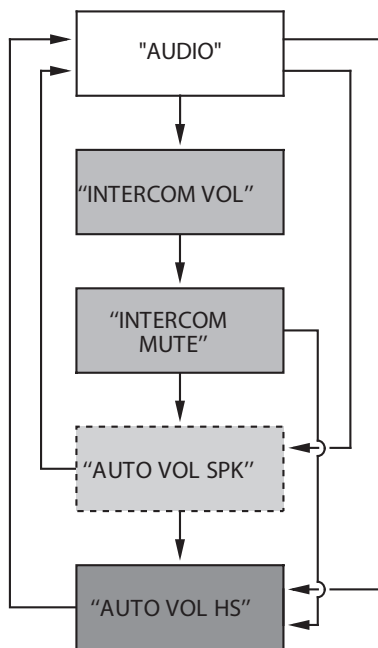 "AUDIO"
“INTERCOM VOL”
“INTERCOM
MUTE”
“AUTO VOL SPK”
“AUTO VOL HS”